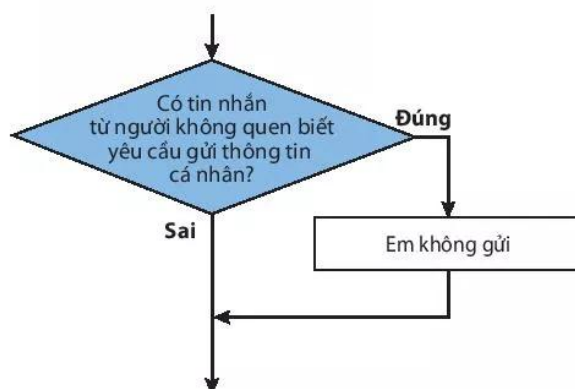 Có tin nhắn
từ người không quen biết
yêu cầu gửi thông tin
cá nhân?
Đúng
Sai
Em không gửi